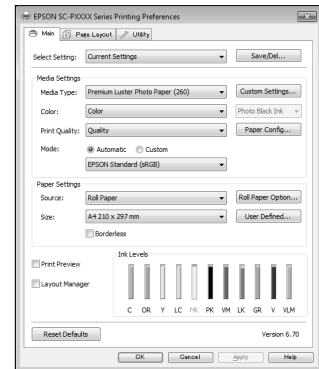 EPSON SC-PXXXX Series Printing Preferences
Main Page Layout Utility
Select Setting: Current Settings Save/Del...
Media Settings
Media Type: Premium Luster Photo Paper (260) Custom Settings...
Color: Color Photo Black Ink
Print Quality: Quality Paper Config...
Mode: Automatic Custom
EPSON Standard (sRGB)
Paper Settings
Source: Roll Paper Roll Paper Option...
Size: A4 210 x 297 mm User Defined...
Borderless
Ink Levels
Print Preview
Layout Manager
C OR Y LC MK PK VM LK GR V VLM
Reset Defaults Version 6.70
OK Cancel Apply Help